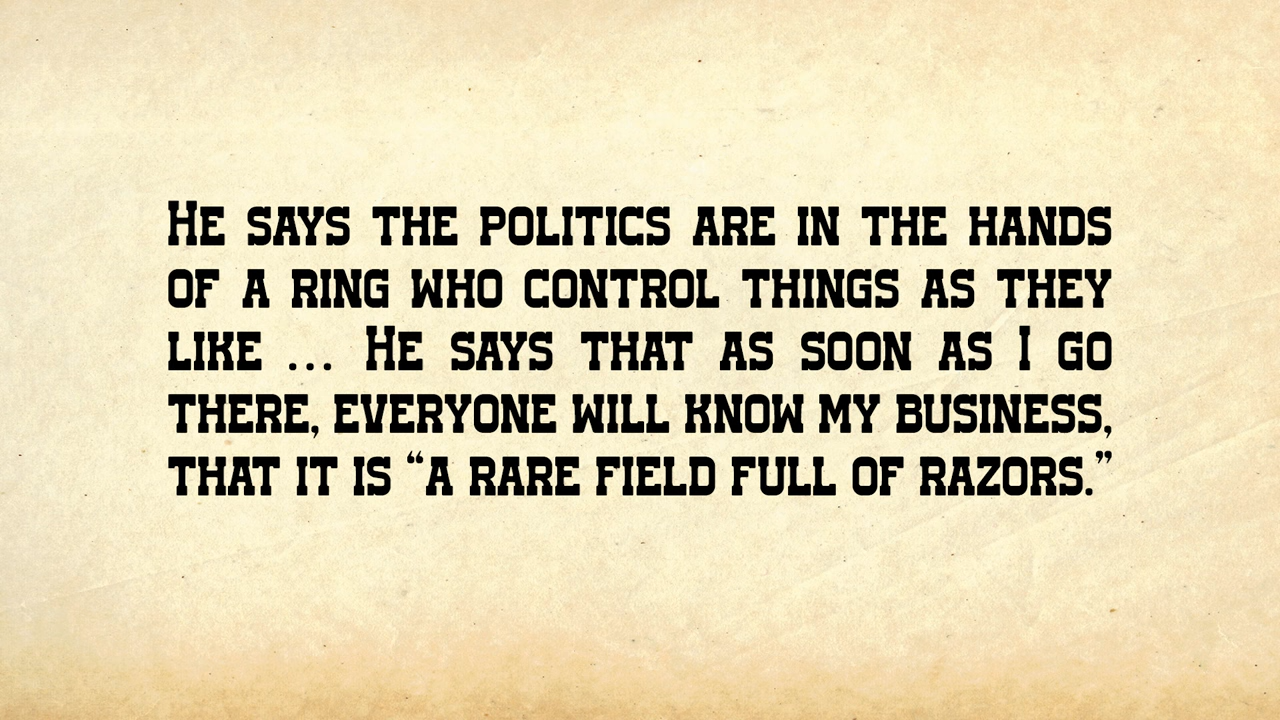 He says the politics are in the hands
of a ring who control things as they
like … He says that as soon as I go
there, everyone will know my business,
that it is “a rare field full of razors.”